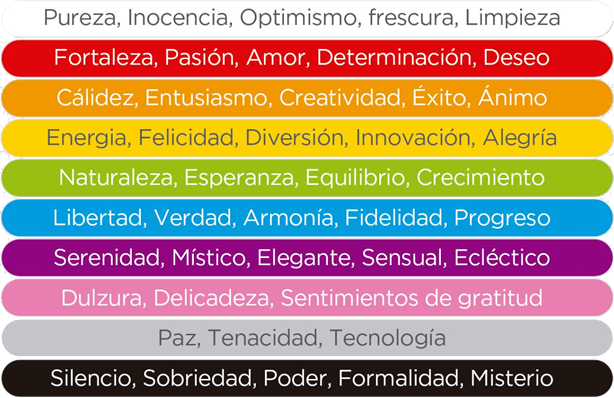 Pureza, Inocencia, Optimismo, frescura, Limpieza
Fortaleza, Pasión, Amor, Determinación, Deseo
Cálidez, Entusiasmo, Creatividad, Éxito, Ánimo
Energia, Felicidad, Diversión, Innovación, Alegría
Naturaleza, Esperanza, Equilibrio, Crecimiento
Libertad, Verdad, Armonía, Fidelidad, Progreso
Serenidad, Místico, Elegante, Sensual, Ecléctico
Dulzura, Delicadeza, Sentimientos de gratitud
Paz, Tenacidad, Tecnología
Silencio, Sobriedad, Poder, Formalidad, Misterio